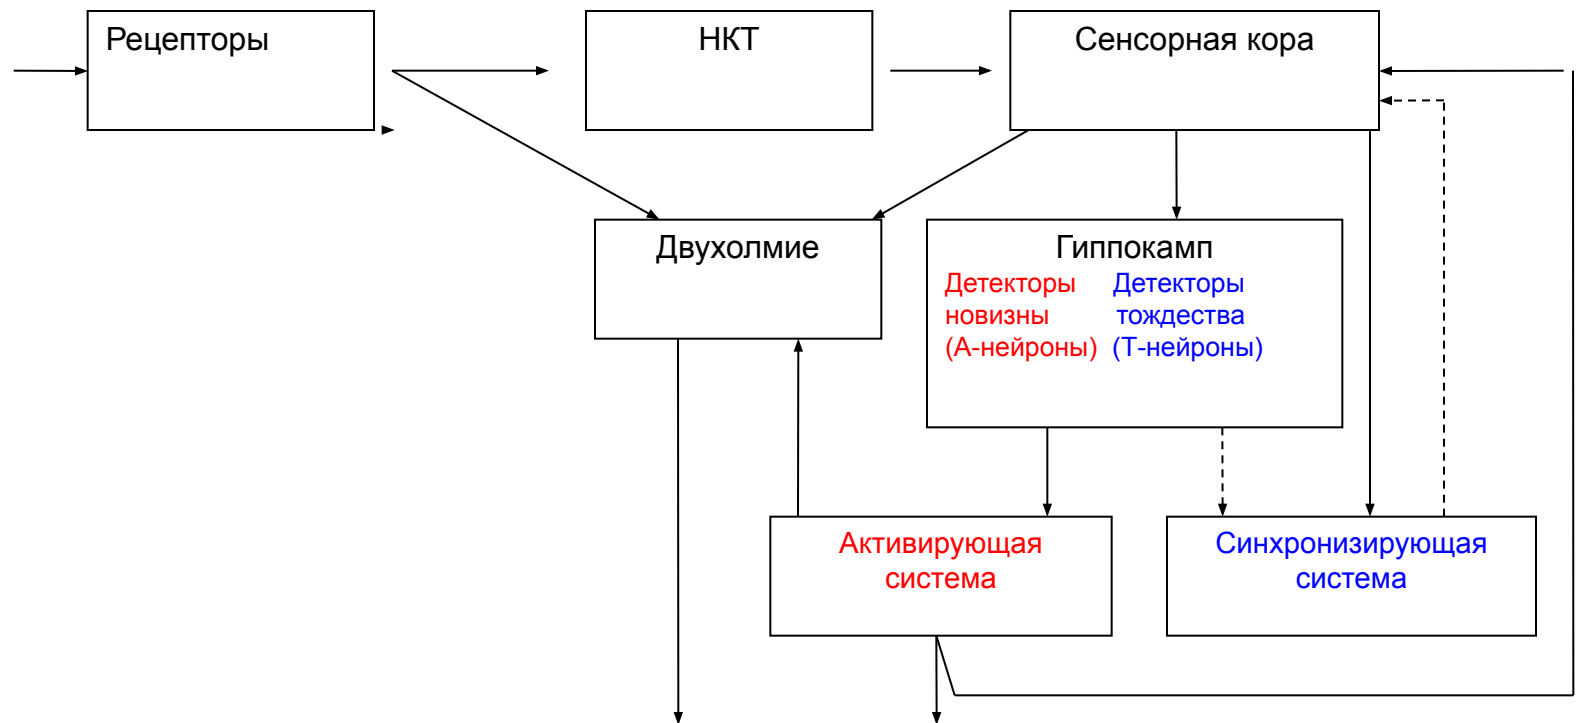 Рецепторы
НКТ
Сенсорная кора
Двухолмие
Гиппокамп
Детекторы
новизны
(А-нейроны)
Детекторы
тождества
(Т-нейроны)
Активирующая
система
Синхронизирующая
система